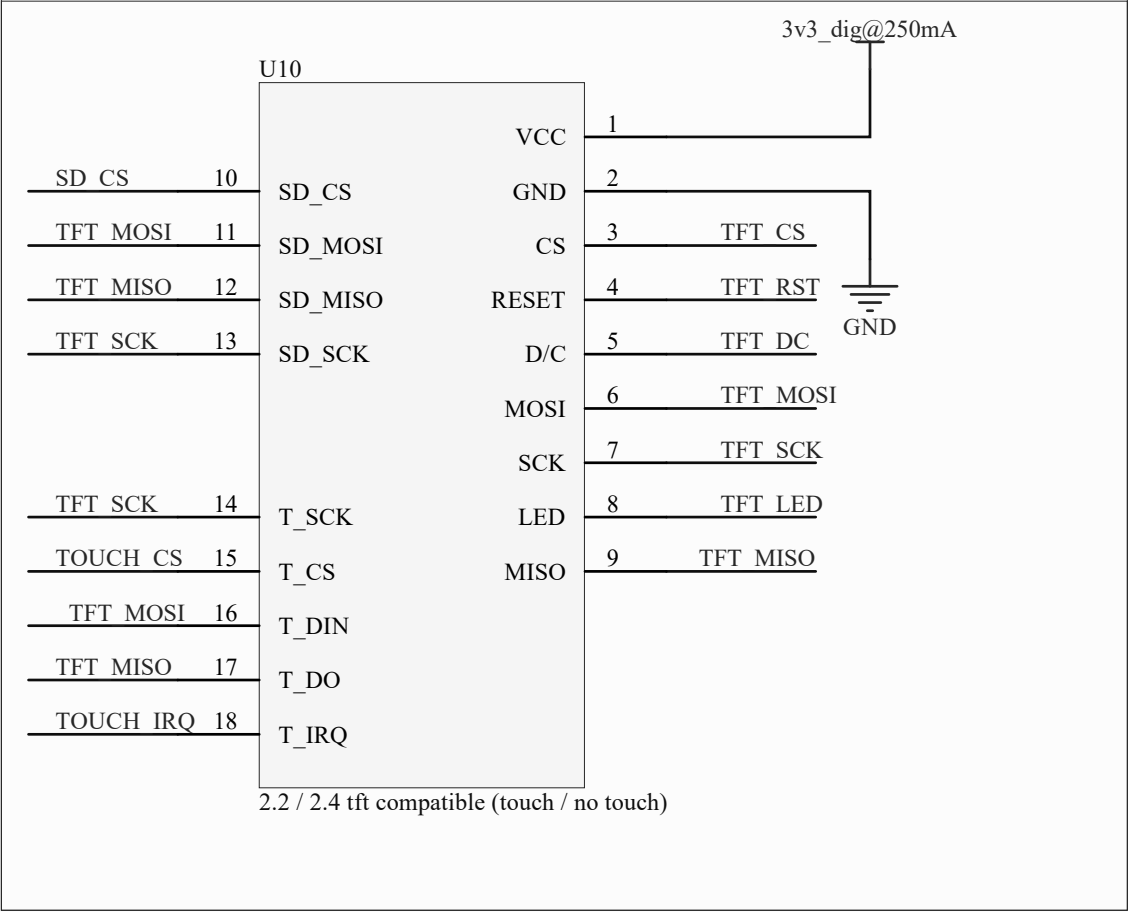 3v3_dig@250mA
U10
VCC 1
SD_CS 10 SD_CS GND 2
TFT_MOSI 11 SD_MOSI CS 3 TFT_CS
TFT_MISO 12 SD_MISO RESET 4 TFT_RST
GND
TFT_SCK 13 SD_SCK D/C 5 TFT_DC
MOSI 6 TFT_MOSI
SCK 7 TFT_SCK
TFT_SCK 14 T_SCK LED 8 TFT_LED
TOUCH_CS 15 T_CS MISO 9 TFT_MISO
TFT_MOSI 16 T_DIN
TFT_MISO 17 T_DO
TOUCH_IRQ 18 T_IRQ
2.2 / 2.4 tft compatible (touch / no touch)